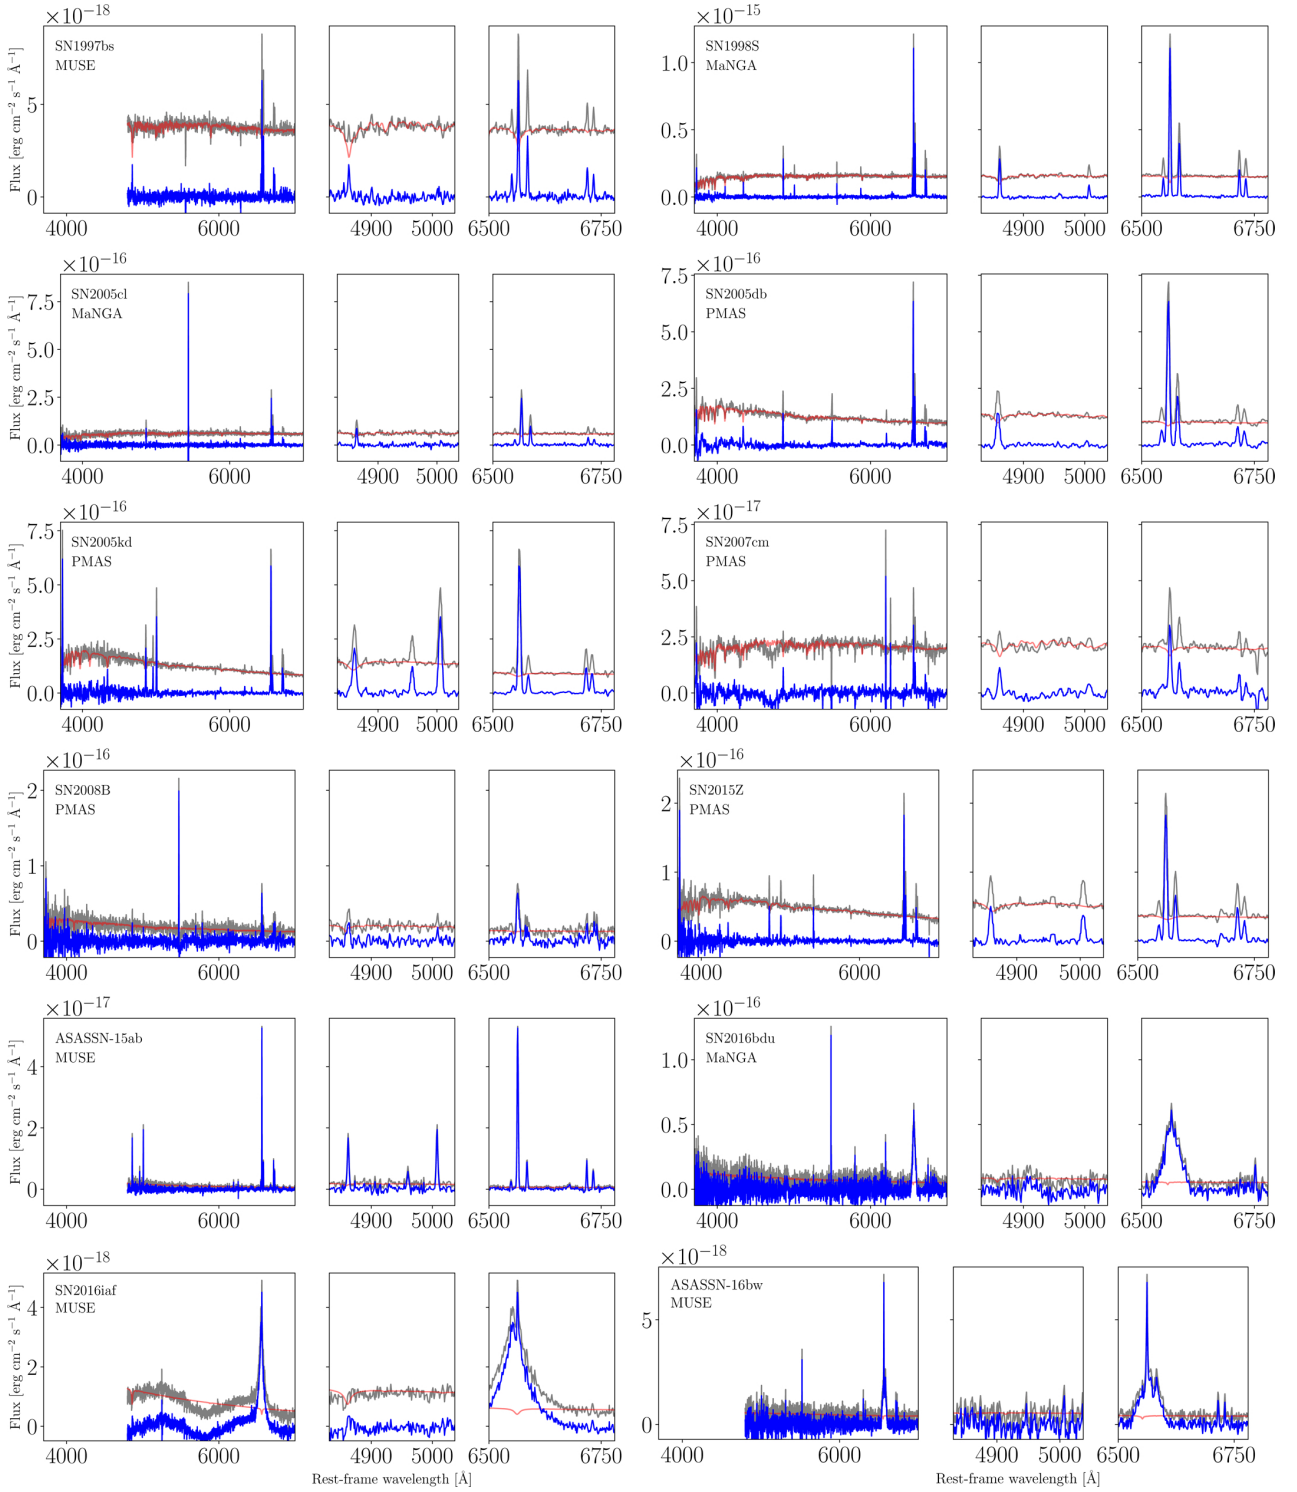 ×10−18
SN1997bs
MUSE
Flux [erg cm−2 s−1 Å−1]
5
0
4000 6000 4900 5000 6500 6750
×10−15
SN1998S
MaNGA
1.0
0.5
0.0
4000 6000 4900 5000 6500 6750
×10−16
SN2005cl
MaNGA
Flux [erg cm−2 s−1 Å−1]
7.5
5.0
2.5
0.0
4000 6000 4900 5000 6500 6750
×10−16
SN2005db
PMAS
7.5
5.0
2.5
0.0
4000 6000 4900 5000 6500 6750
×10−16
SN2005kd
PMAS
Flux [erg cm−2 s−1 Å−1]
7.5
5.0
2.5
0.0
4000 6000 4900 5000 6500 6750
×10−17
SN2007cm
PMAS
7.5
5.0
2.5
0.0
4000 6000 4900 5000 6500 6750
×10−16
SN2008B
PMAS
Flux [erg cm−2 s−1 Å−1]
2
1
0
4000 6000 4900 5000 6500 6750
×10−16
SN2015Z
PMAS
2
1
0
4000 6000 4900 5000 6500 6750
×10−17
ASASSN-15ab
MUSE
Flux [erg cm−2 s−1 Å−1]
4
2
0
4000 6000 4900 5000 6500 6750
×10−16
SN2016bdu
MaNGA
1.0
0.5
0.0
4000 6000 4900 5000 6500 6750
×10−18
SN2016iaf
MUSE
Flux [erg cm−2 s−1 Å−1]
4
2
0
4000 6000 4900 5000 6500 6750
Rest-frame wavelength [Å]
×10−18
ASASSN-16bw
MUSE
5
0
4000 6000 4900 5000 6500 6750
Rest-frame wavelength [Å]